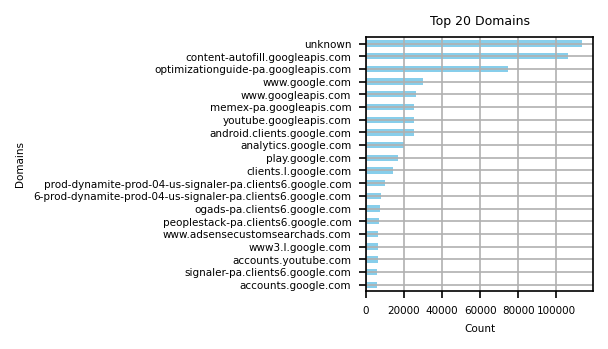 Top 20 Domains
unknown
content-autofill.googleapis.com
optimizationguide-pa.googleapis.com
www.google.com
www.googleapis.com
memex-pa.googleapis.com
youtube.googleapis.com
android.clients.google.com
analytics.google.com
play.google.com
clients.l.google.com
prod-dynamite-prod-04-us-signaler-pa.clients6.google.com
6-prod-dynamite-prod-04-us-signaler-pa.clients6.google.com
ogads-pa.clients6.google.com
peoplestack-pa.clients6.google.com
www.adsensecustomsearchads.com
www3.l.google.com
accounts.youtube.com
signaler-pa.clients6.google.com
accounts.google.com
Domains
0 20000 40000 60000 80000 100000
Count